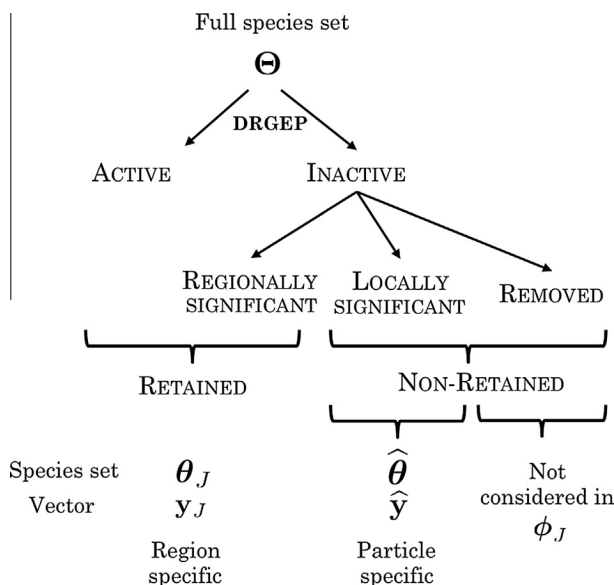 Full species set
Θ
DRGEP
ACTIVE INACTIVE
REGIONALLY SIGNIFICANT
LOCALLY SIGNIFICANT
REMOVED
RETAINED NON-RETAINED
Species set θ_J θ̂ Not
Vector y_J ŷ considered in
ϕ_J
Region Particle
specific specific